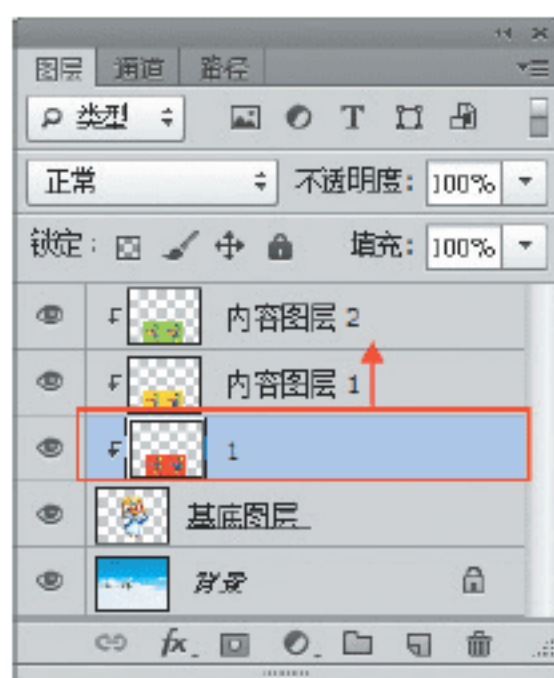 图层 通道 路径
类型
正常 不透明度: 100%
锁定: 填充: 100%
内容图层 2
内容图层 1
1
基底图层
背景
fx